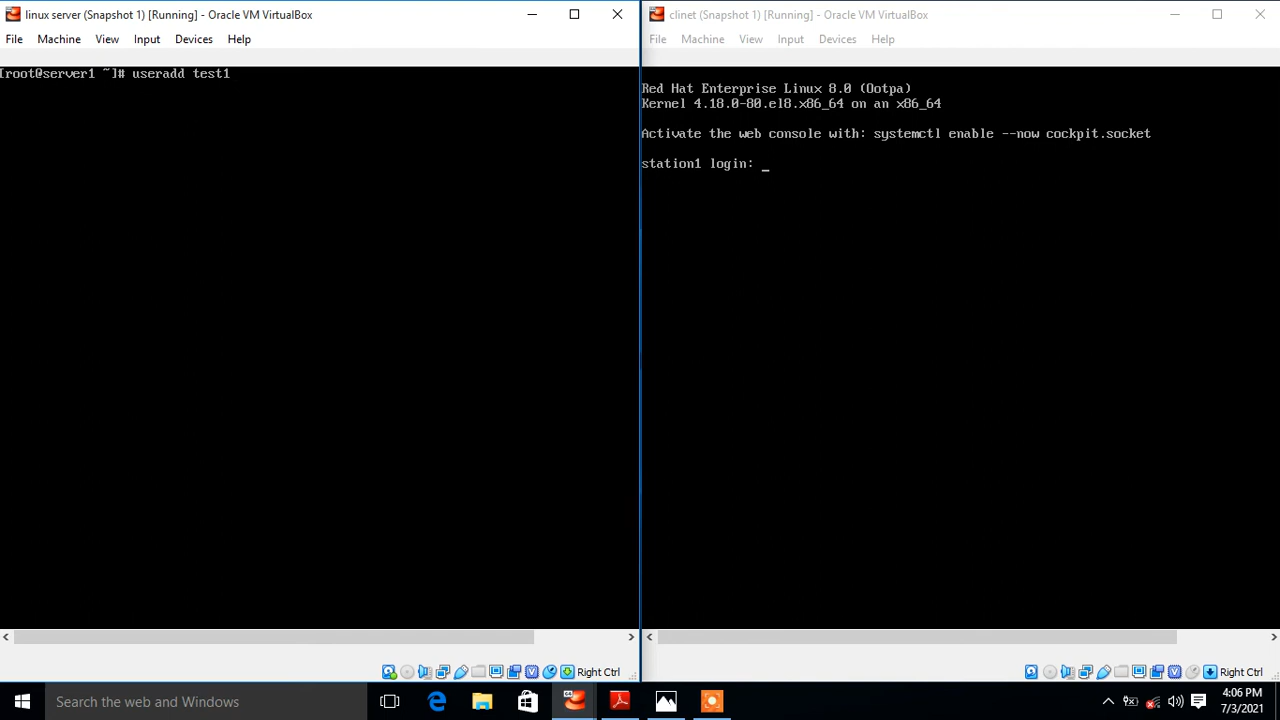 linux server (Snapshot 1) [Running] - Oracle VM VirtualBox
File Machine View Input Devices Help
[root@server1 ~]# useradd test1
Right Ctrl
clinet (Snapshot 1) [Running] - Oracle VM VirtualBox
File Machine View Input Devices Help
Red Hat Enterprise Linux 8.0 (Ootpa)
Kernel 4.18.0-80.el8.x86_64 on an x86_64
Activate the web console with: systemctl enable --now cockpit.socket
station1 login: _
Right Ctrl
Search the web and Windows
4:06 PM
7/3/2021